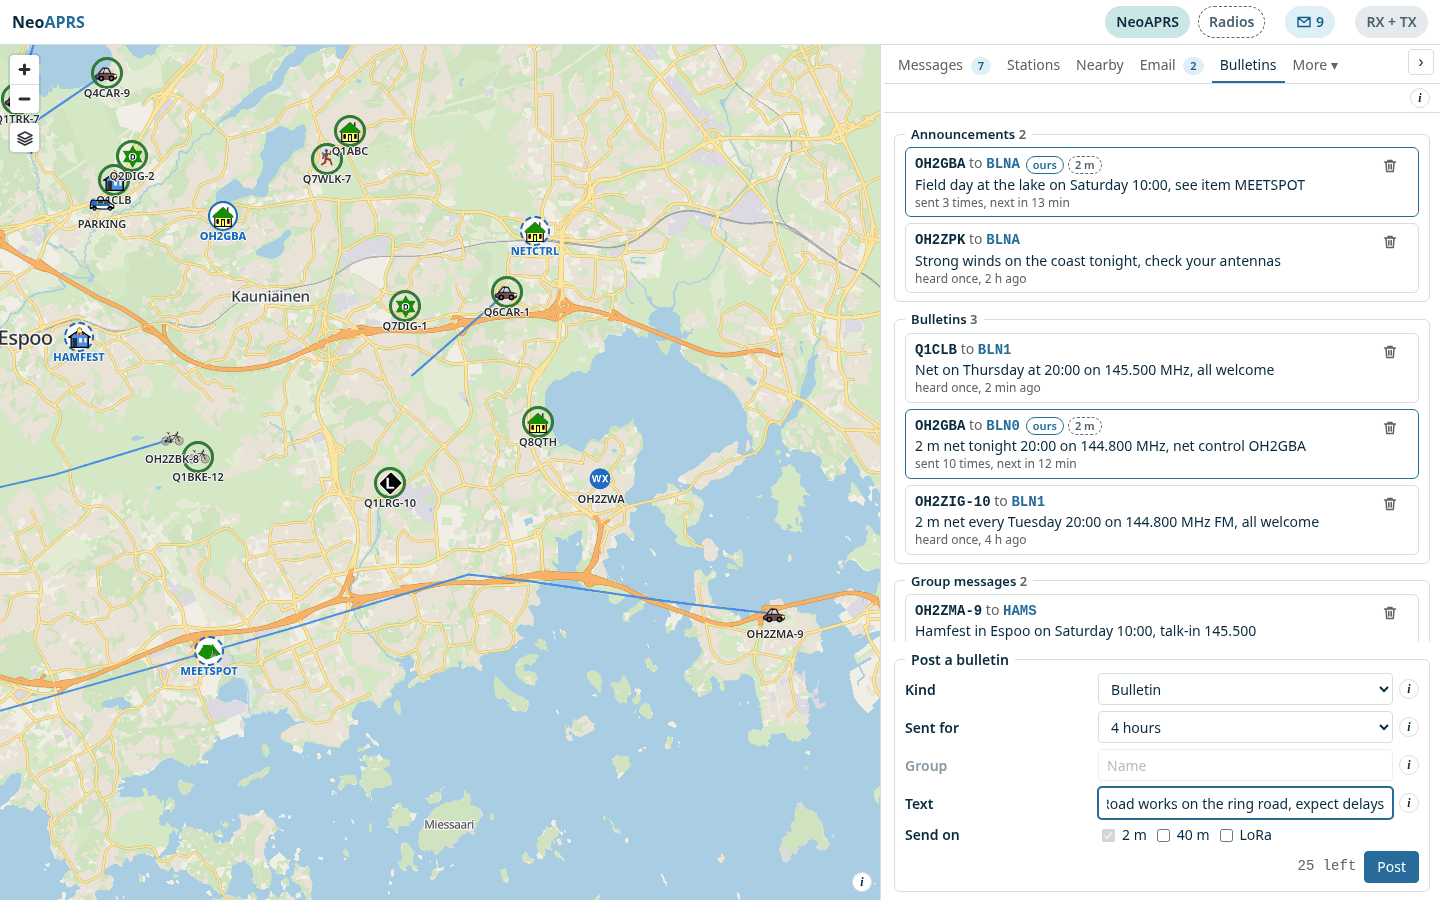 NeoAPRS
NeoAPRS
Radios
9
RX + TX
Messages 7
Stations
Nearby
Email 2
Bulletins
More ▾
›
i
+
−
Q4CAR-9
Q1TRK-7
D
Q2DIG-2
Q1CLB
PARKING
Q1ABC
Q7WLK-7
OH2GBA
NETCTRL
Kauniainen
Q7DIG-1
D
Q6CAR-1
Espoo
HAMFEST
Q8QTH
OH2ZBK-8
Q1BKE-12
L
Q1LRG-10
WX
OH2ZWA
OH2ZMA-9
MEETSPOT
Miessaari
i
Announcements 2
OH2GBA to BLNA ours 2 m
Field day at the lake on Saturday 10:00, see item MEETSPOT
sent 3 times, next in 13 min
OH2ZPK to BLNA
Strong winds on the coast tonight, check your antennas
heard once, 2 h ago
Bulletins 3
Q1CLB to BLN1
Net on Thursday at 20:00 on 145.500 MHz, all welcome
heard once, 2 min ago
OH2GBA to BLN0 ours 2 m
2 m net tonight 20:00 on 144.800 MHz, net control OH2GBA
sent 10 times, next in 12 min
OH2ZIG-10 to BLN1
2 m net every Tuesday 20:00 on 144.800 MHz FM, all welcome
heard once, 4 h ago
Group messages 2
OH2ZMA-9 to HAMS
Hamfest in Espoo on Saturday 10:00, talk-in 145.500
Post a bulletin
Kind
Bulletin
i
Sent for
4 hours
i
Group
Name
i
Text
oad works on the ring road, expect delays
i
Send on
2 m
40 m
LoRa
25 left
Post